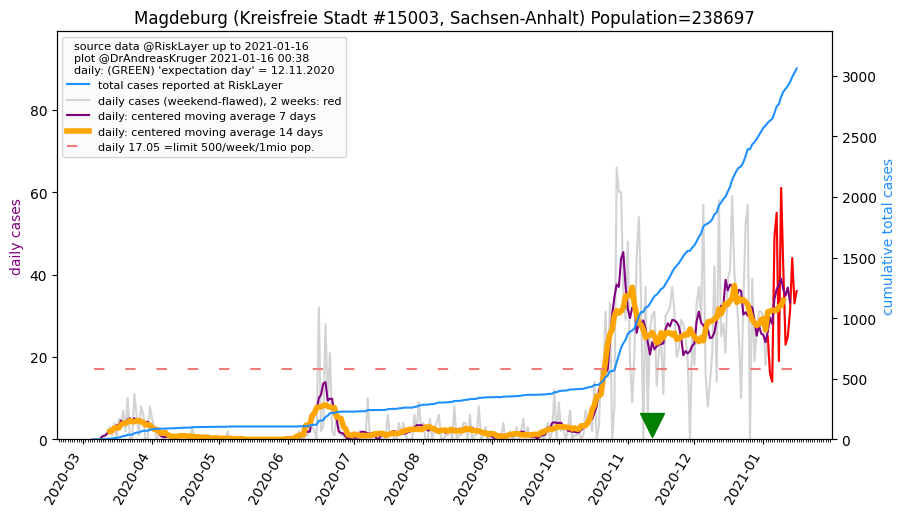 Magdeburg (Kreisfreie Stadt #15003, Sachsen-Anhalt) Population=238697
source data @RiskLayer up to 2021-01-16
plot @DrAndreasKruger 2021-01-16 00:38
daily: (GREEN) 'expectation day' = 12.11.2020
total cases reported at RiskLayer
daily cases (weekend-flawed), 2 weeks: red
daily: centered moving average 7 days
daily: centered moving average 14 days
daily 17.05 =limit 500/week/1mio pop.
daily cases
80
60
40
20
0
cumulative total cases
3000
2500
2000
1500
1000
500
0
2020-03
2020-04
2020-05
2020-06
2020-07
2020-08
2020-09
2020-10
2020-11
2020-12
2021-01